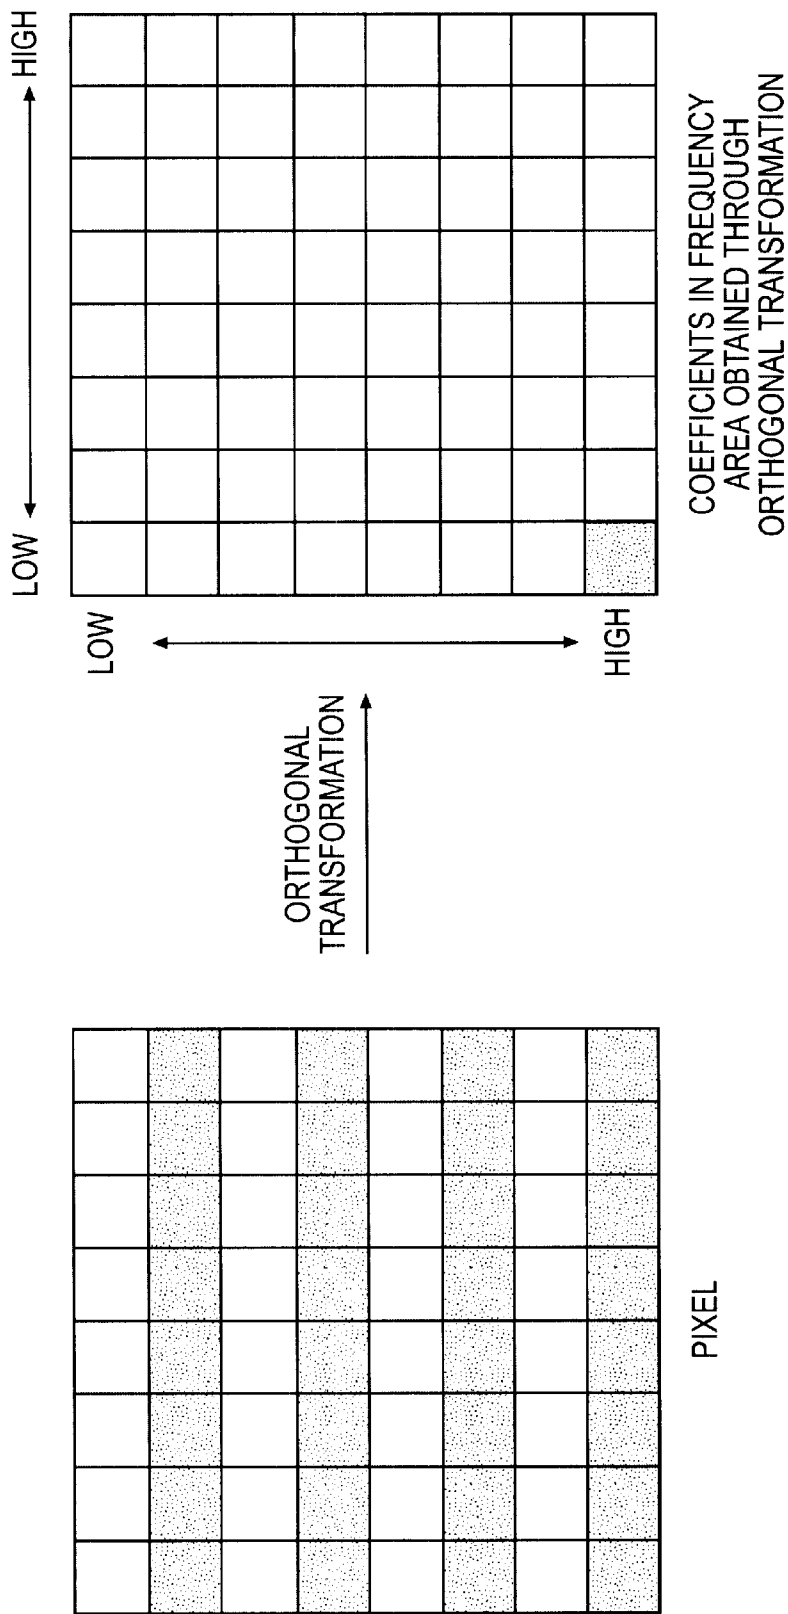 PIXEL
ORTHOGONAL
TRANSFORMATION
LOW
HIGH
LOW
HIGH
COEFFICIENTS IN FREQUENCY
AREA OBTAINED THROUGH
ORTHOGONAL TRANSFORMATION